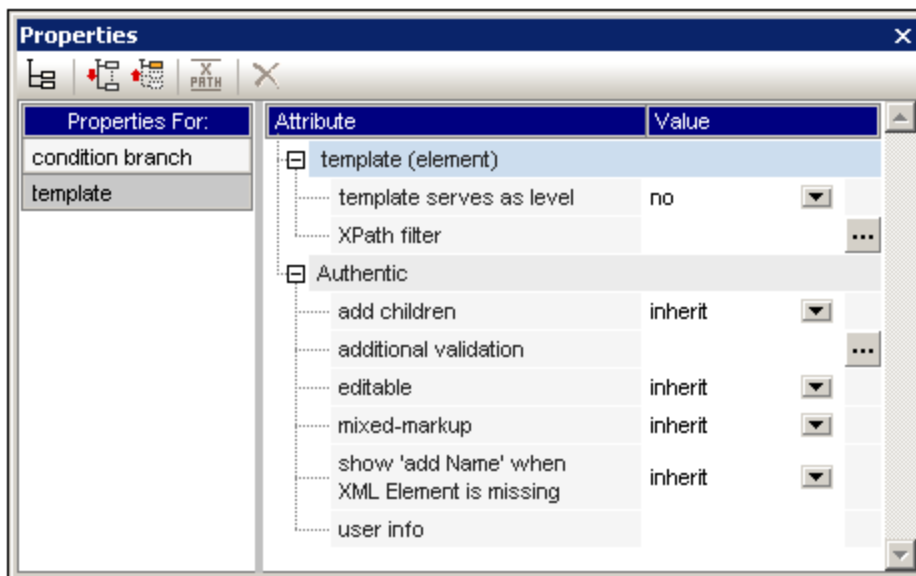 Properties
X
PATH
Properties For:
Attribute Value
condition branch
template
template (element)
template serves as level no
XPath filter ...
Authentic
add children inherit
additional validation ...
editable inherit
mixed-markup inherit
show 'add Name' when
XML Element is missing inherit
user info